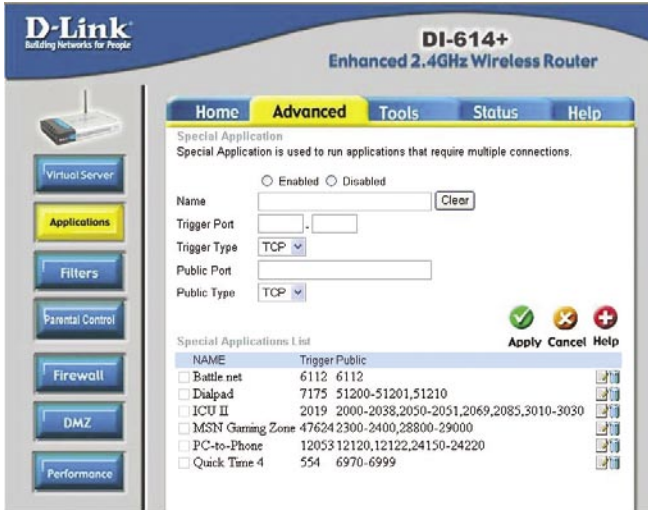 D-Link
Building Networks for People
DI-614+
Enhanced 2.4GHz Wireless Router
Home Advanced Tools Status Help
Virtual Server
Applications
Filters
Parental Control
Firewall
DMZ
Performance
Special Application
Special Application is used to run applications that require multiple connections.
Enabled Disabled
Name Clear
Trigger Port -
Trigger Type TCP
Public Port
Public Type TCP
Apply Cancel Help
Special Applications List
NAME Trigger Public
Battle net 6112 6112
Dialpad 7175 51200-51201,51210
ICU II 2019 2000-2038,2050-2051,2069,2085,3010-3030
MSN Gaming Zone 47624 2300-2400,28800-29000
PC-to-Phone 12053 12120,12122,24150-24220
Quick Time 4 554 6970-6999